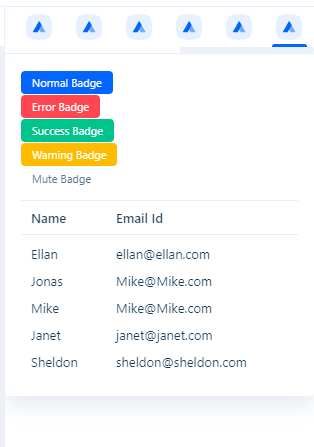 Normal Badge
Error Badge
Success Badge
Warning Badge
Mute Badge
Name Email Id
Ellan ellan@ellan.com
Jonas Mike@Mike.com
Mike Mike@Mike.com
Janet janet@janet.com
Sheldon sheldon@sheldon.com